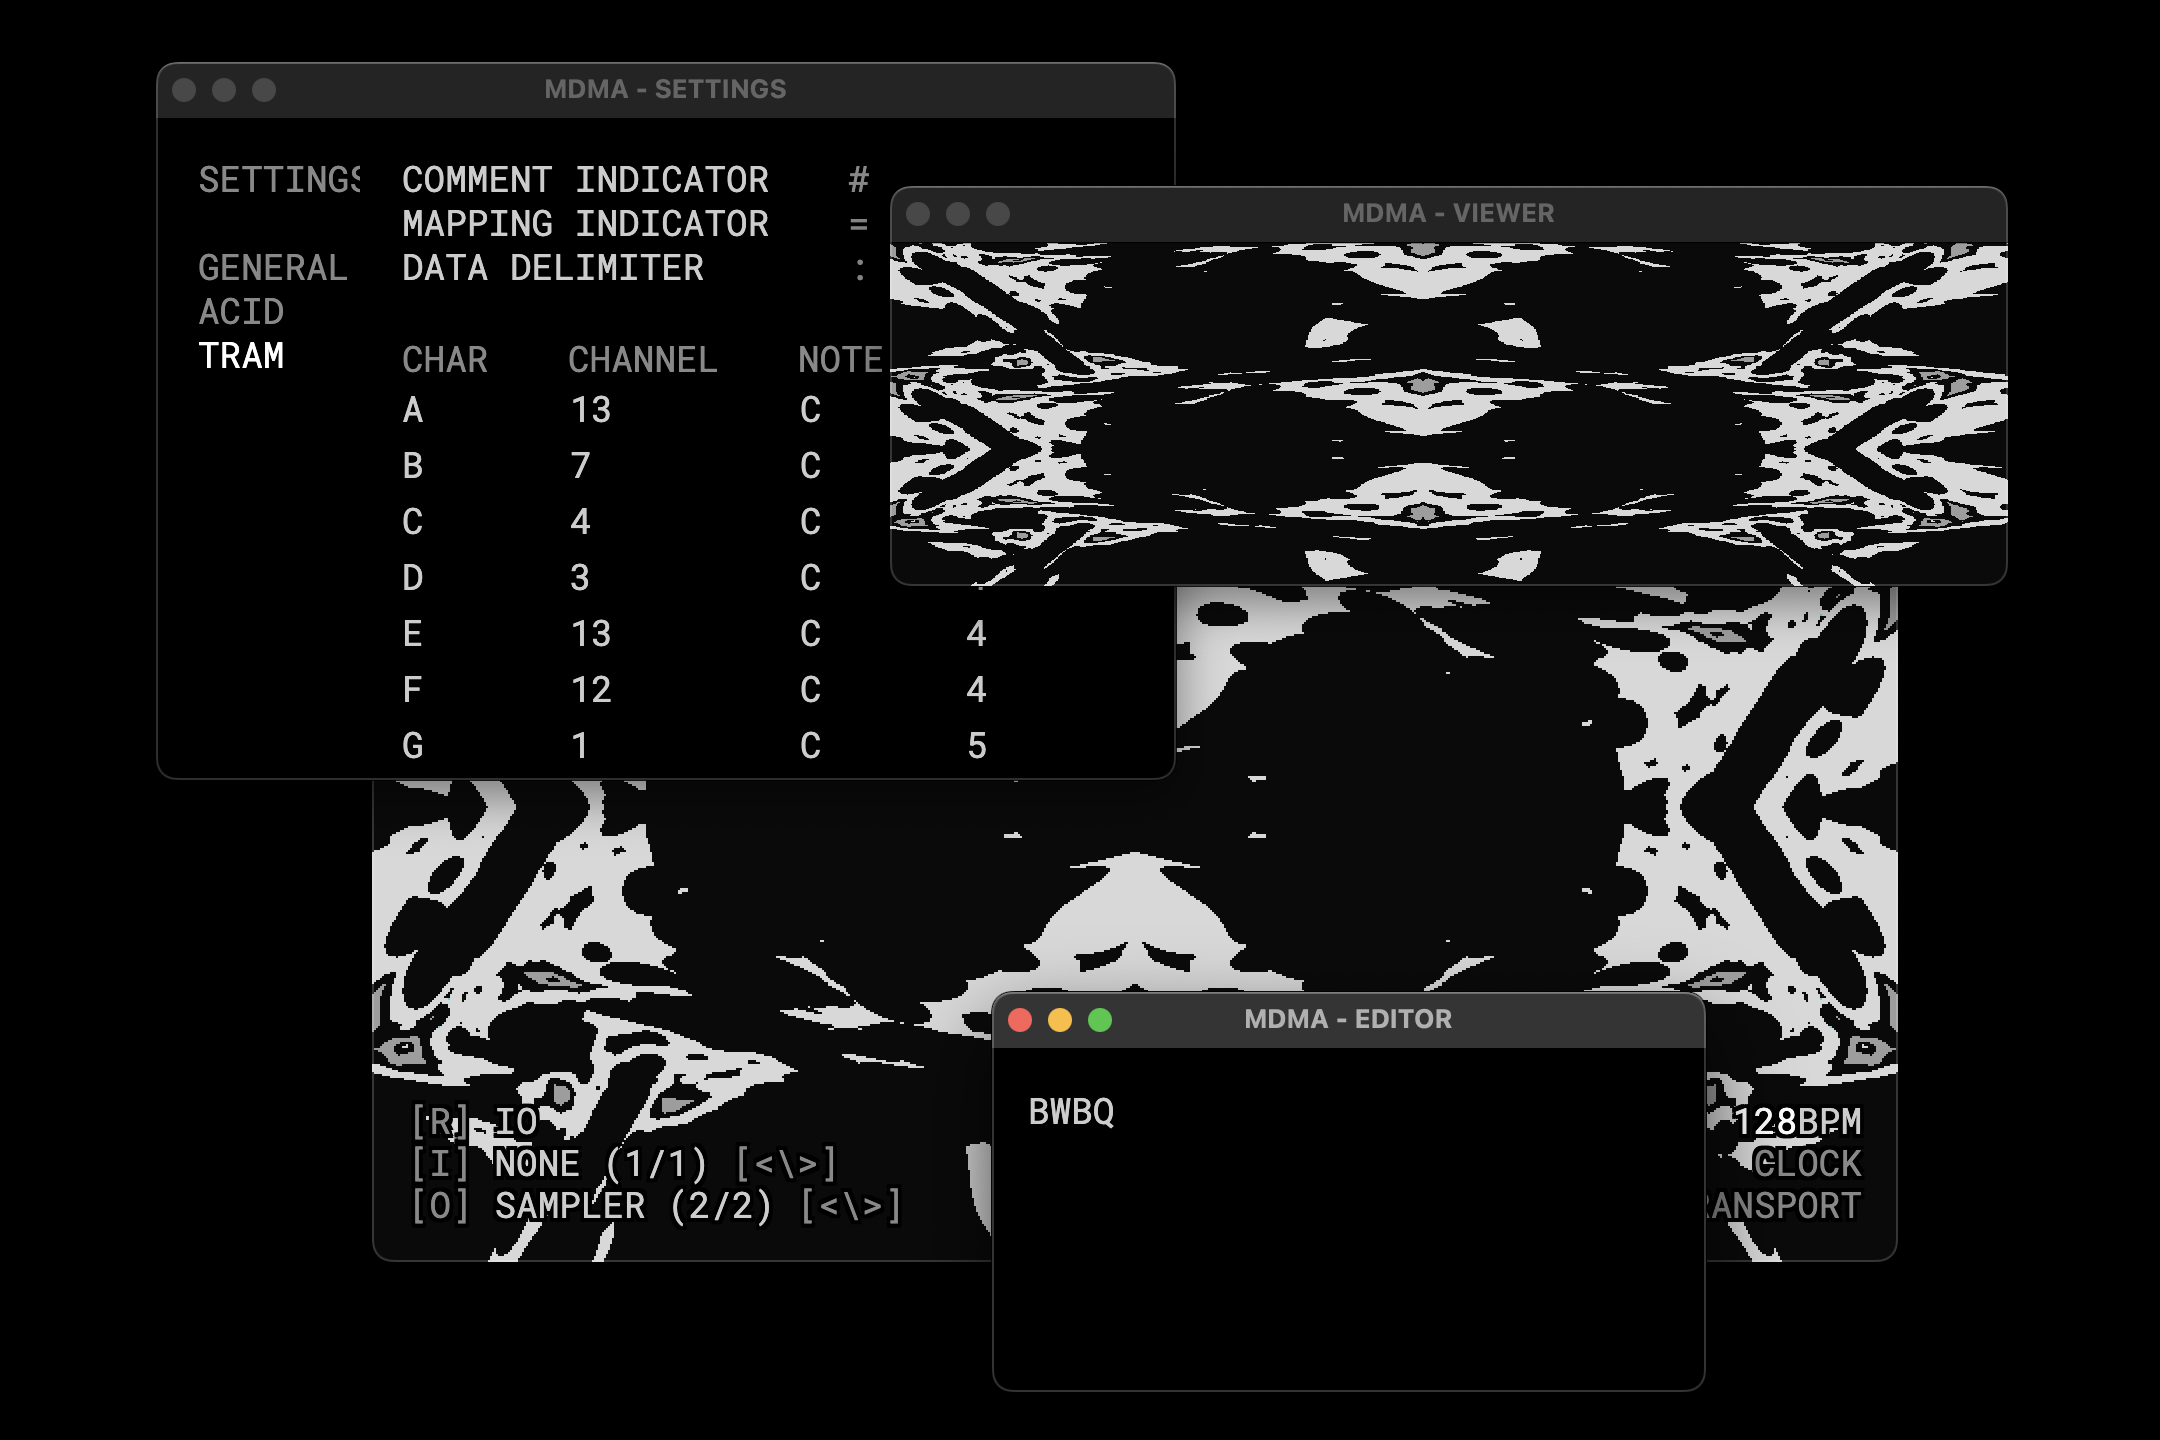 MDMA - SETTINGS
SETTINGS
GENERAL
ACID
TRAM
COMMENT INDICATOR #
MAPPING INDICATOR =
DATA DELIMITER :
CHAR CHANNEL NOTE
A 13 C
B 7 C
C 4 C
D 3 C
E 13 C 4
F 12 C 4
G 1 C 5
MDMA - VIEWER
MDMA - EDITOR
BWBQ
[R] IO
[I] NONE (1/1) [<\>]
[O] SAMPLER (2/2) [<\>]
128BPM
CLOCK
RANSPORT